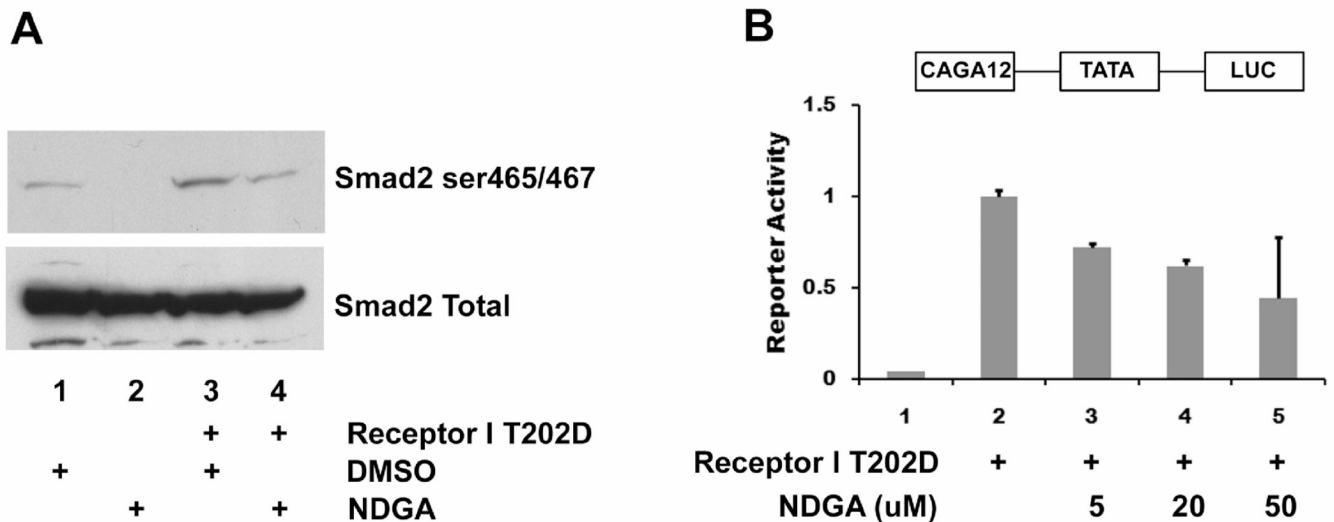 A
Smad2 ser465/467
Smad2 Total
1 2 3 4
+ + Receptor I T202D
+ + DMSO
+ + NDGA
B
CAGA12 TATA LUC
1.5
1
0.5
0
Reporter Activity
1 2 3 4 5
Receptor I T202D + + + +
NDGA (uM) 5 20 50